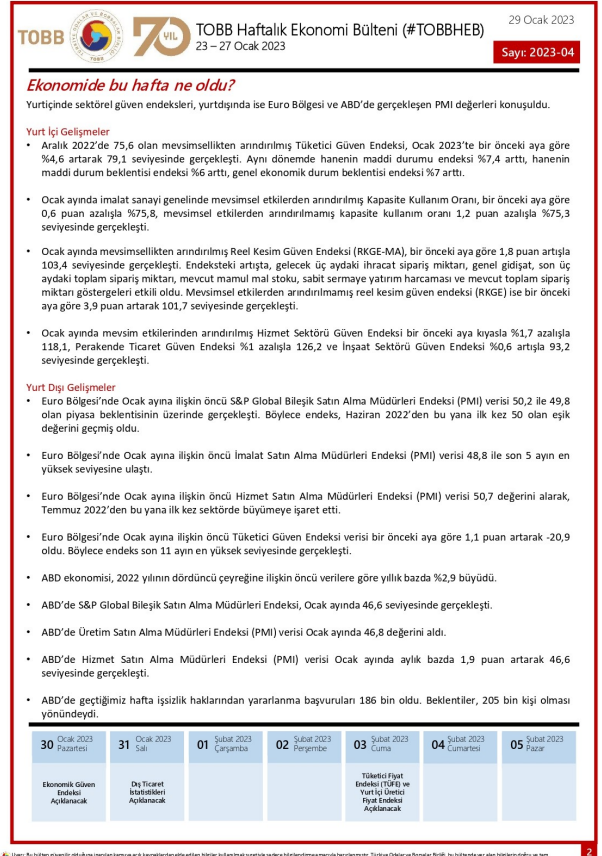 TOBB
TOBB
70 YIL
TOBB Haftalık Ekonomi Bülteni (#TOBBHEB)
23 – 27 Ocak 2023
29 Ocak 2023
Sayı: 2023-04
Ekonomide bu hafta ne oldu?
Yurtiçinde sektörel güven endeksleri, yurtdışında ise Euro Bölgesi ve ABD’de gerçekleşen PMI değerleri konuşuldu.
Yurt İçi Gelişmeler
• Aralık 2022’de 75,6 olan mevsimsellikten arındırılmış Tüketici Güven Endeksi, Ocak 2023’te bir önceki aya göre
%4,6 artarak 79,1 seviyesinde gerçekleşti. Aynı dönemde hanenin maddi durumu endeksi %7,4 arttı, hanenin
maddi durum beklentisi endeksi %6 arttı, genel ekonomik durum beklentisi endeksi %7 arttı.
• Ocak ayında imalat sanayi genelinde mevsimsel etkilerden arındırılmış Kapasite Kullanım Oranı, bir önceki aya göre
0,6 puan azalışla %75,8, mevsimsel etkilerden arındırılmamış kapasite kullanım oranı 1,2 puan azalışla %75,3
seviyesinde gerçekleşti.
• Ocak ayında mevsimsellikten arındırılmış Reel Kesim Güven Endeksi (RKGE-MA), bir önceki aya göre 1,8 puan artışla
103,4 seviyesinde gerçekleşti. Endeksteki artışta, gelecek üç aydaki ihracat sipariş miktarı, genel gidişat, son üç
aydaki toplam sipariş miktarı, mevcut mamul mal stoku, sabit sermaye yatırım harcaması ve mevcut toplam sipariş
miktarı göstergeleri etkili oldu. Mevsimsel etkilerden arındırılmamış reel kesim güven endeksi (RKGE) ise bir önceki
aya göre 3,9 puan artarak 101,7 seviyesinde gerçekleşti.
• Ocak ayında mevsim etkilerinden arındırılmış Hizmet Sektörü Güven Endeksi bir önceki aya kıyasla %1,7 azalışla
118,1, Perakende Ticaret Güven Endeksi %1 azalışla 126,2 ve İnşaat Sektörü Güven Endeksi %0,6 artışla 93,2
seviyesinde gerçekleşti.
Yurt Dışı Gelişmeler
• Euro Bölgesi’nde Ocak ayına ilişkin öncü S&P Global Bileşik Satın Alma Müdürleri Endeksi (PMI) verisi 50,2 ile 49,8
olan piyasa beklentisinin üzerinde gerçekleşti. Böylece endeks, Haziran 2022’den bu yana ilk kez 50 olan eşik
değerini geçmiş oldu.
• Euro Bölgesi’nde Ocak ayına ilişkin öncü İmalat Satın Alma Müdürleri Endeksi (PMI) verisi 48,8 ile son 5 ayın en
yüksek seviyesine ulaştı.
• Euro Bölgesi’nde Ocak ayına ilişkin öncü Hizmet Satın Alma Müdürleri Endeksi (PMI) verisi 50,7 değerini alarak,
Temmuz 2022’den bu yana ilk kez sektörde büyümeye işaret etti.
• Euro Bölgesi’nde Ocak ayına ilişkin öncü Tüketici Güven Endeksi verisi bir önceki aya göre 1,1 puan artarak -20,9
oldu. Böylece endeks son 11 ayın en yüksek seviyesinde gerçekleşti.
• ABD ekonomisi, 2022 yılının dördüncü çeyreğine ilişkin öncü verilere göre yıllık bazda %2,9 büyüdü.
• ABD’de S&P Global Bileşik Satın Alma Müdürleri Endeksi, Ocak ayında 46,6 seviyesinde gerçekleşti.
• ABD’de Üretim Satın Alma Müdürleri Endeksi (PMI) verisi Ocak ayında 46,8 değerini aldı.
• ABD’de Hizmet Satın Alma Müdürleri Endeksi (PMI) verisi Ocak ayında aylık bazda 1,9 puan artarak 46,6
seviyesinde gerçekleşti.
• ABD’de geçtiğimiz hafta işsizlik haklarından yararlanma başvuruları 186 bin oldu. Beklentiler, 205 bin kişi olması
yönündeydi.
30 Ocak 2023 Pazartesi
31 Ocak 2023 Salı
01 Şubat 2023 Çarşamba
02 Şubat 2023 Perşembe
03 Şubat 2023 Cuma
04 Şubat 2023 Cumartesi
05 Şubat 2023 Pazar
Ekonomik Güven
Endeksi
Açıklanacak
Dış Ticaret
İstatistikleri
Açıklanacak
Tüketici Fiyat
Endeksi (TÜFE) ve
Yurt İçi Üretici
Fiyat Endeksi
Açıklanacak
2